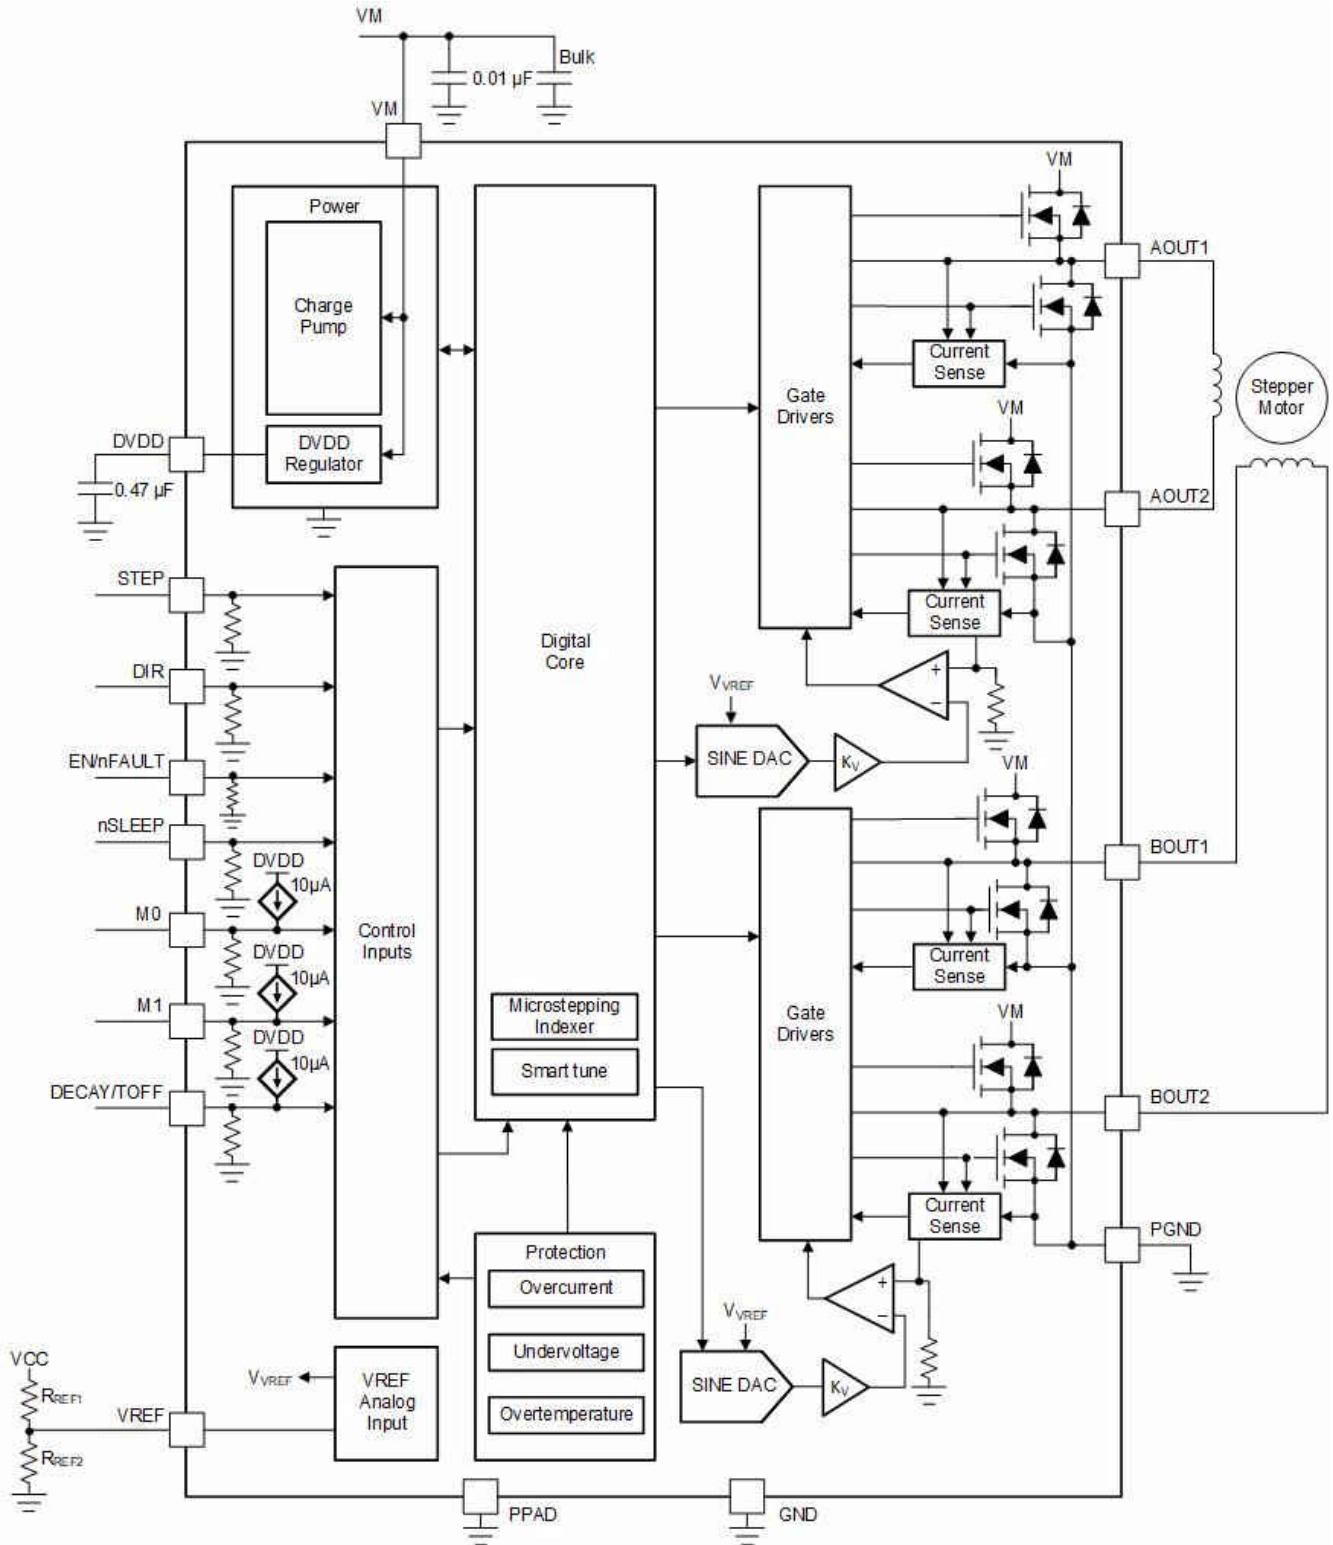 VM
0.01 µF
Bulk
VM
Power
Charge
Pump
DVDD
Regulator
DVDD
0.47 µF
STEP
DIR
EN/nFAULT
nSLEEP
DVDD
10µA
M0
DVDD
10µA
M1
DVDD
10µA
DECAY/TOFF
Control
Inputs
VCC
RREF1
VREF
RREF2
VVREF
VREF
Analog
Input
Digital
Core
Microstepping
Indexer
Smart tune
Protection
Overcurrent
Undervoltage
Overtemperature
Gate
Drivers
VM
AOUT1
Current
Sense
VM
AOUT2
Current
Sense
Stepper
Motor
+
−
VVREF
SINE DAC
KV
Gate
Drivers
VM
BOUT1
Current
Sense
VM
BOUT2
Current
Sense
PGND
+
−
VVREF
SINE DAC
KV
PPAD
GND